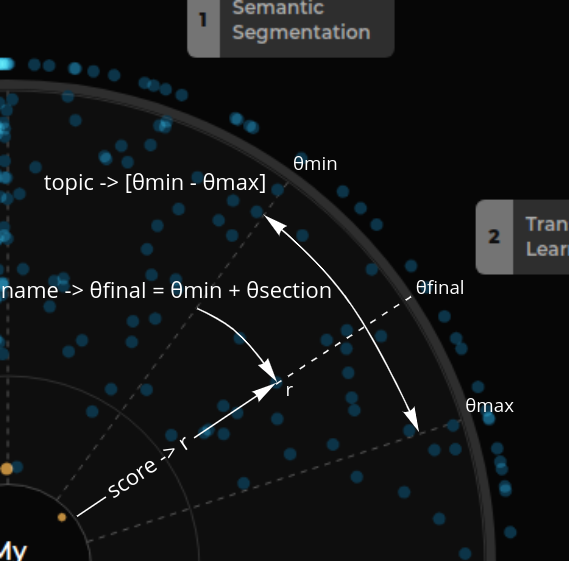 1
Semantic
Segmentation
θmin
topic -> [θmin - θmax]
2
Tran
Lear
name -> θfinal = θmin + θsection
θfinal
r
θmax
score -> r
My